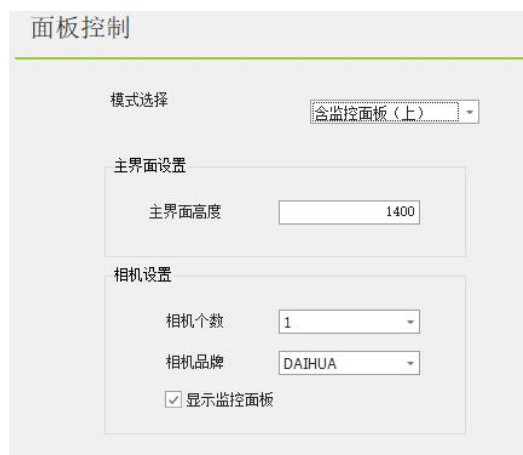 面板控制
模式选择 含监控面板（上）
主界面设置
主界面高度 1400
相机设置
相机个数 1
相机品牌 DAIHUA
显示监控面板